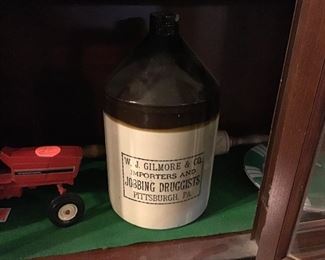 W. J. GILMORE & CO.
IMPORTERS AND
JOBBING DRUGGISTS
PITTSBURGH, PA.